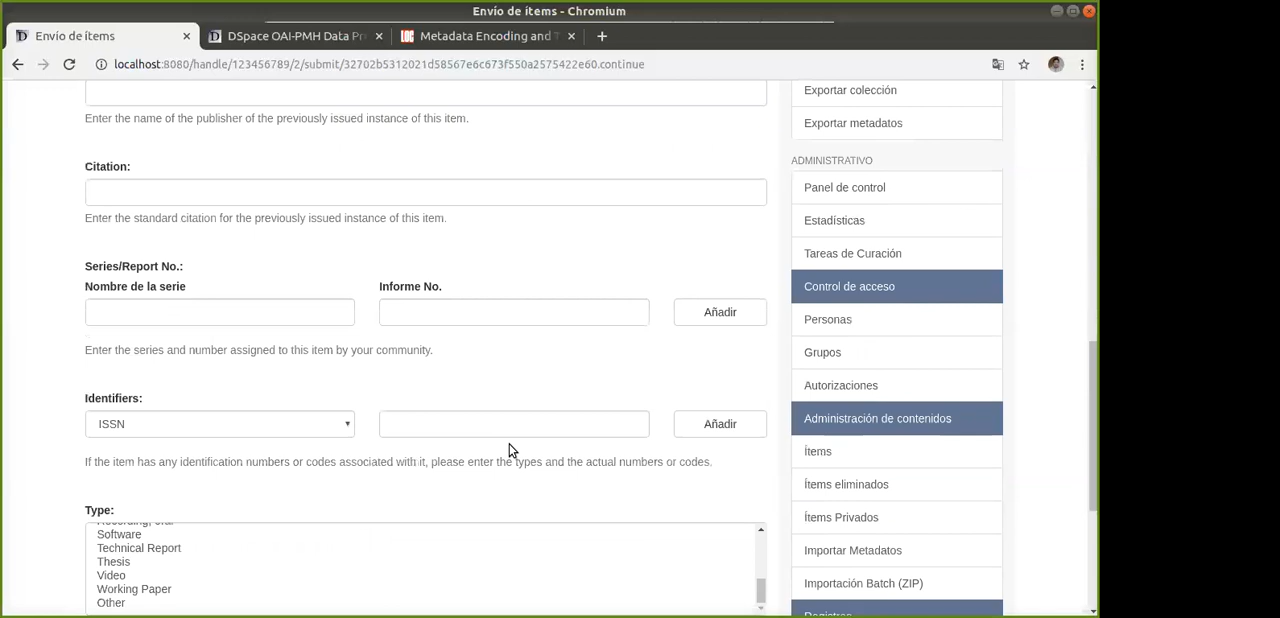 Envío de ítems - Chromium
Envío de ítems
DSpace OAI-PMH Data Pr
Metadata Encoding and T
localhost:8080/handle/123456789/2/submit/32702b5312021d58567e6c673f550a2575422e60.continue
Enter the name of the publisher of the previously issued instance of this item.
Citation:
Enter the standard citation for the previously issued instance of this item.
Series/Report No.:
Nombre de la serie
Informe No.
Añadir
Enter the series and number assigned to this item by your community.
Identifiers:
ISSN
Añadir
If the item has any identification numbers or codes associated with it, please enter the types and the actual numbers or codes.
Type:
Recording, oral
Software
Technical Report
Thesis
Video
Working Paper
Other
Exportar colección
Exportar metadatos
ADMINISTRATIVO
Panel de control
Estadísticas
Tareas de Curación
Control de acceso
Personas
Grupos
Autorizaciones
Administración de contenidos
Ítems
Ítems eliminados
Ítems Privados
Importar Metadatos
Importación Batch (ZIP)
Registros